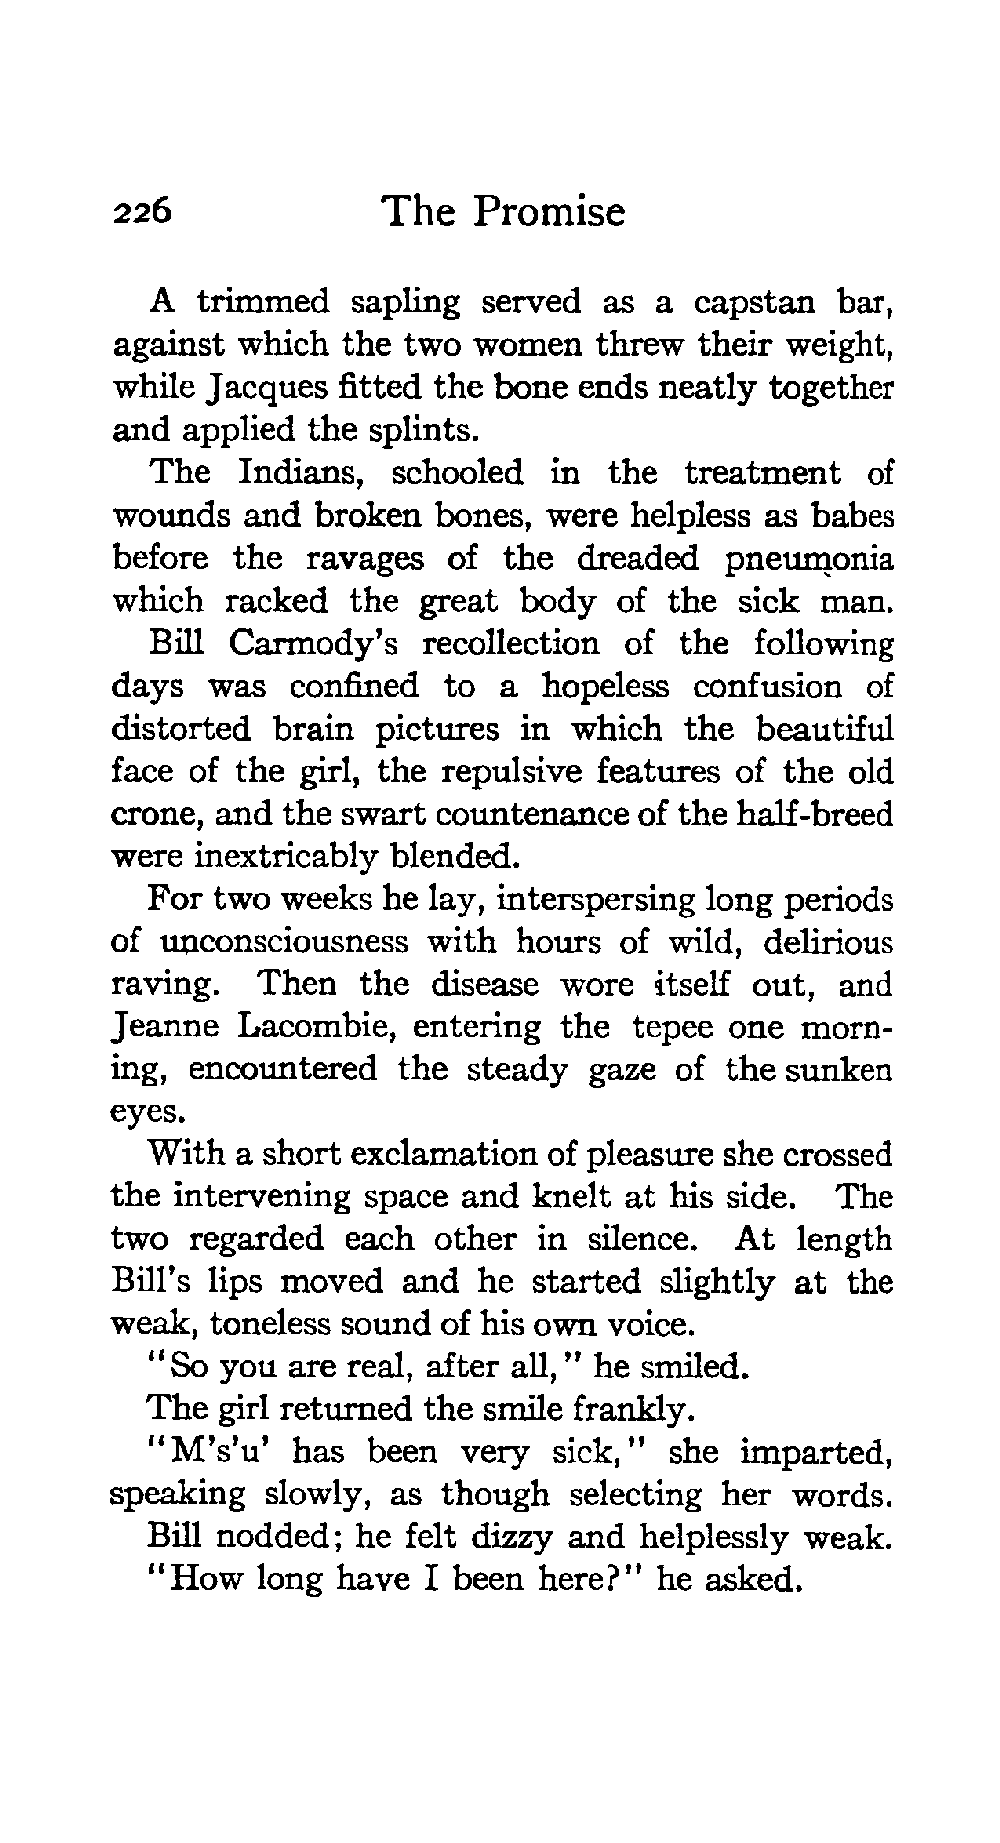 226 The Promise
A trimmed sapling served as a capstan bar,
against which the two women threw their weight,
while Jacques fitted the bone ends neatly together
and applied the splints.
The Indians, schooled in the treatment of
wounds and broken bones, were helpless as babes
before the ravages of the dreaded pneumonia
which racked the great body of the sick man.
Bill Carmody's recollection of the following
days was confined to a hopeless confusion of
distorted brain pictures in which the beautiful
face of the girl, the repulsive features of the old
crone, and the swart countenance of the half-breed
were inextricably blended.
For two weeks he lay, interspersing long periods
of unconsciousness with hours of wild, delirious
raving. Then the disease wore itself out, and
Jeanne Lacombie, entering the tepee one morn-
ing, encountered the steady gaze of the sunken
eyes.
With a short exclamation of pleasure she crossed
the intervening space and knelt at his side. The
two regarded each other in silence. At length
Bill's lips moved and he started slightly at the
weak, toneless sound of his own voice.
"So you are real, after all," he smiled.
The girl returned the smile frankly.
"M's'u' has been very sick," she imparted,
speaking slowly, as though selecting her words.
Bill nodded; he felt dizzy and helplessly weak.
"How long have I been here?" he asked.